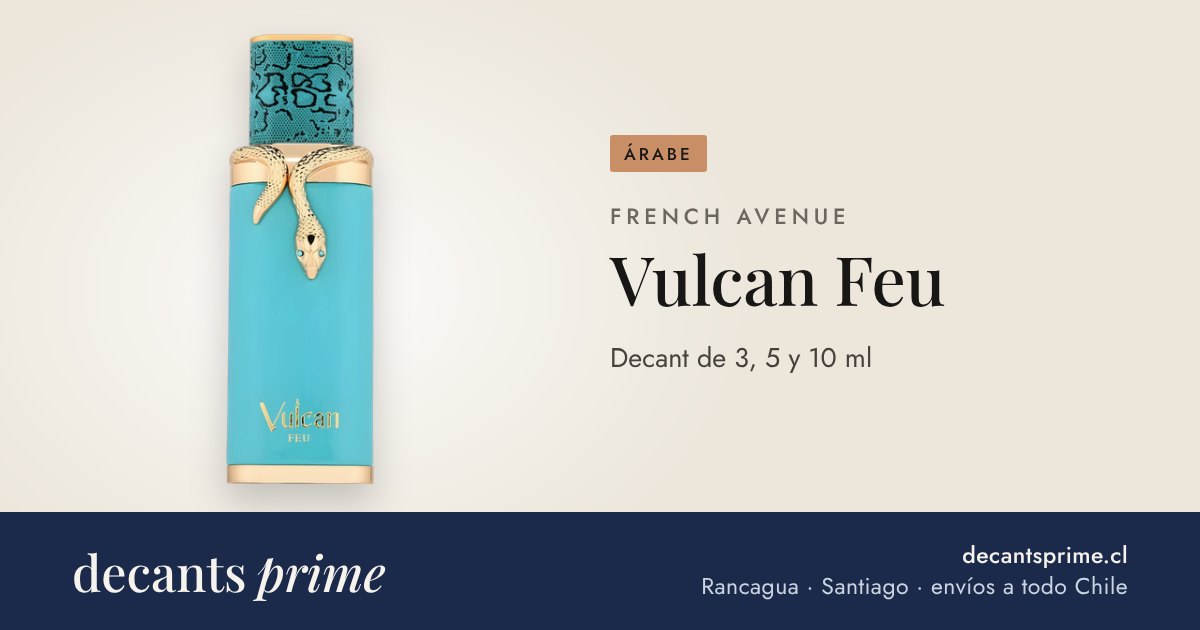 Vulcan
FEU
ÁRABE
FRENCH AVENUE
Vulcan Feu
Decant de 3, 5 y 10 ml
decants prime
decantsprime.cl
Rancagua · Santiago · envíos a todo Chile